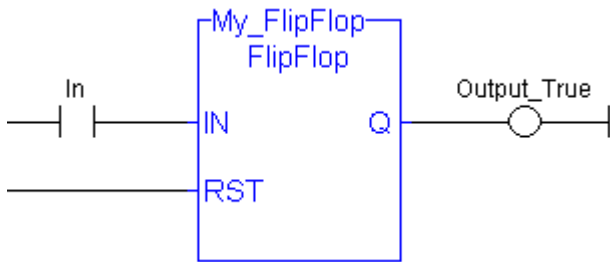 My_FlipFlop
FlipFlop
In
Output_True
IN
Q
RST